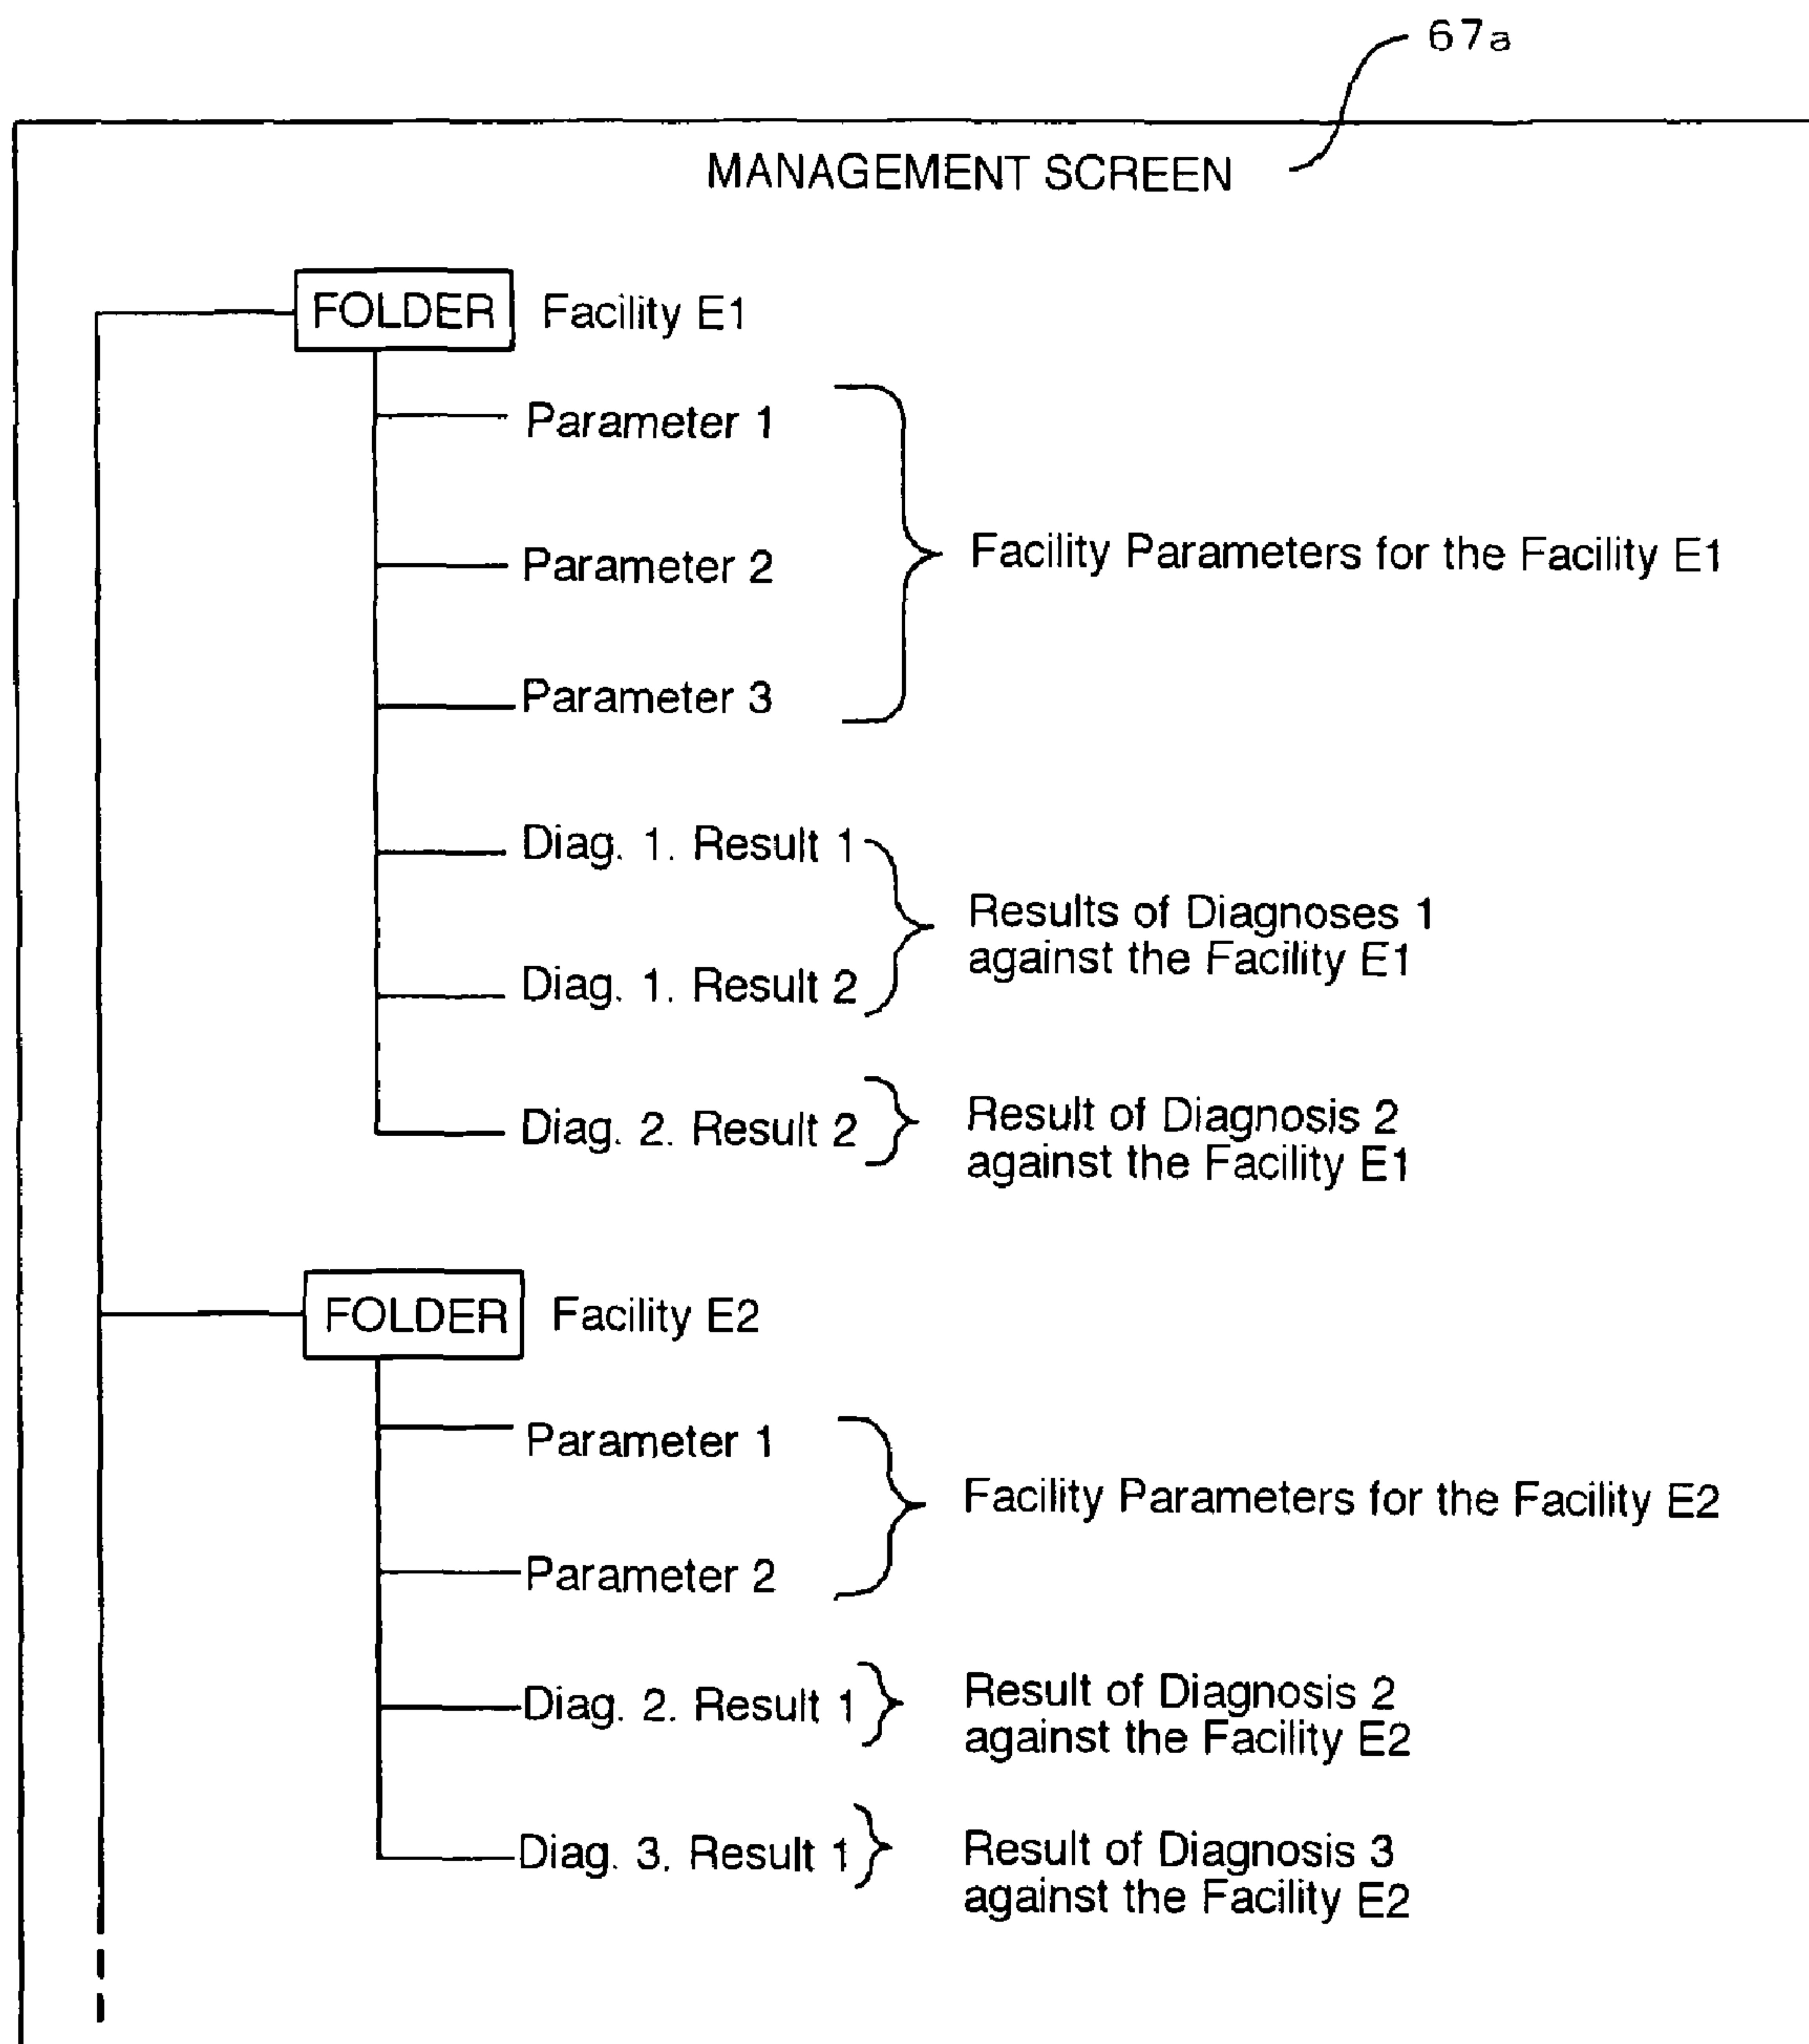 67a
MANAGEMENT SCREEN
FOLDER Facility E1
Parameter 1
Parameter 2
Facility Parameters for the Facility E1
Parameter 3
Diag. 1. Result 1
Results of Diagnoses 1
against the Facility E1
Diag. 1. Result 2
Diag. 2. Result 2
Result of Diagnosis 2
against the Facility E1
FOLDER Facility E2
Parameter 1
Facility Parameters for the Facility E2
Parameter 2
Diag. 2. Result 1
Result of Diagnosis 2
against the Facility E2
Diag. 3. Result 1
Result of Diagnosis 3
against the Facility E2